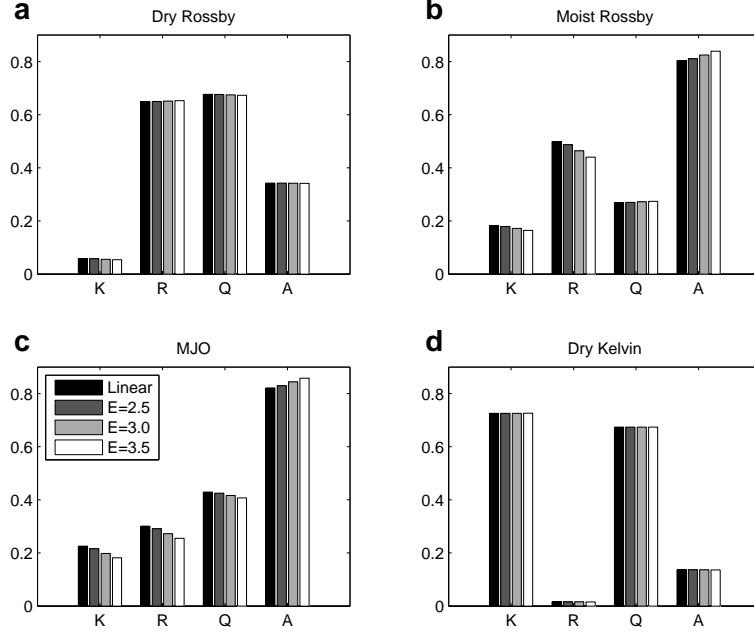 a
Dry Rossby
0.8
0.6
0.4
0.2
0
K R Q A
b
Moist Rossby
0.8
0.6
0.4
0.2
0
K R Q A
c
MJO
Linear
E=2.5
E=3.0
E=3.5
0.8
0.6
0.4
0.2
0
K R Q A
d
Dry Kelvin
0.8
0.6
0.4
0.2
0
K R Q A